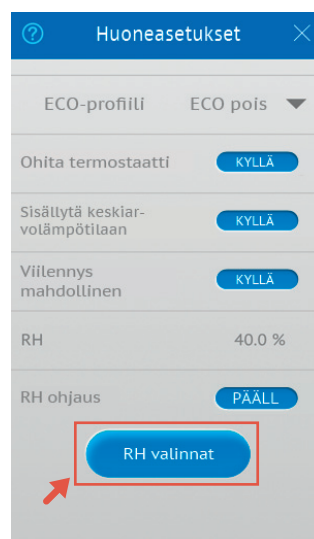 ? Huoneasetukset
ECO-profiili ECO pois
Ohita termostaatti KYLLÄ
Sisällytä keskiar-
volämpötilaan KYLLÄ
Viilennys
mahdollinen KYLLÄ
RH 40.0 %
RH ohjaus PÄÄLL
RH valinnat